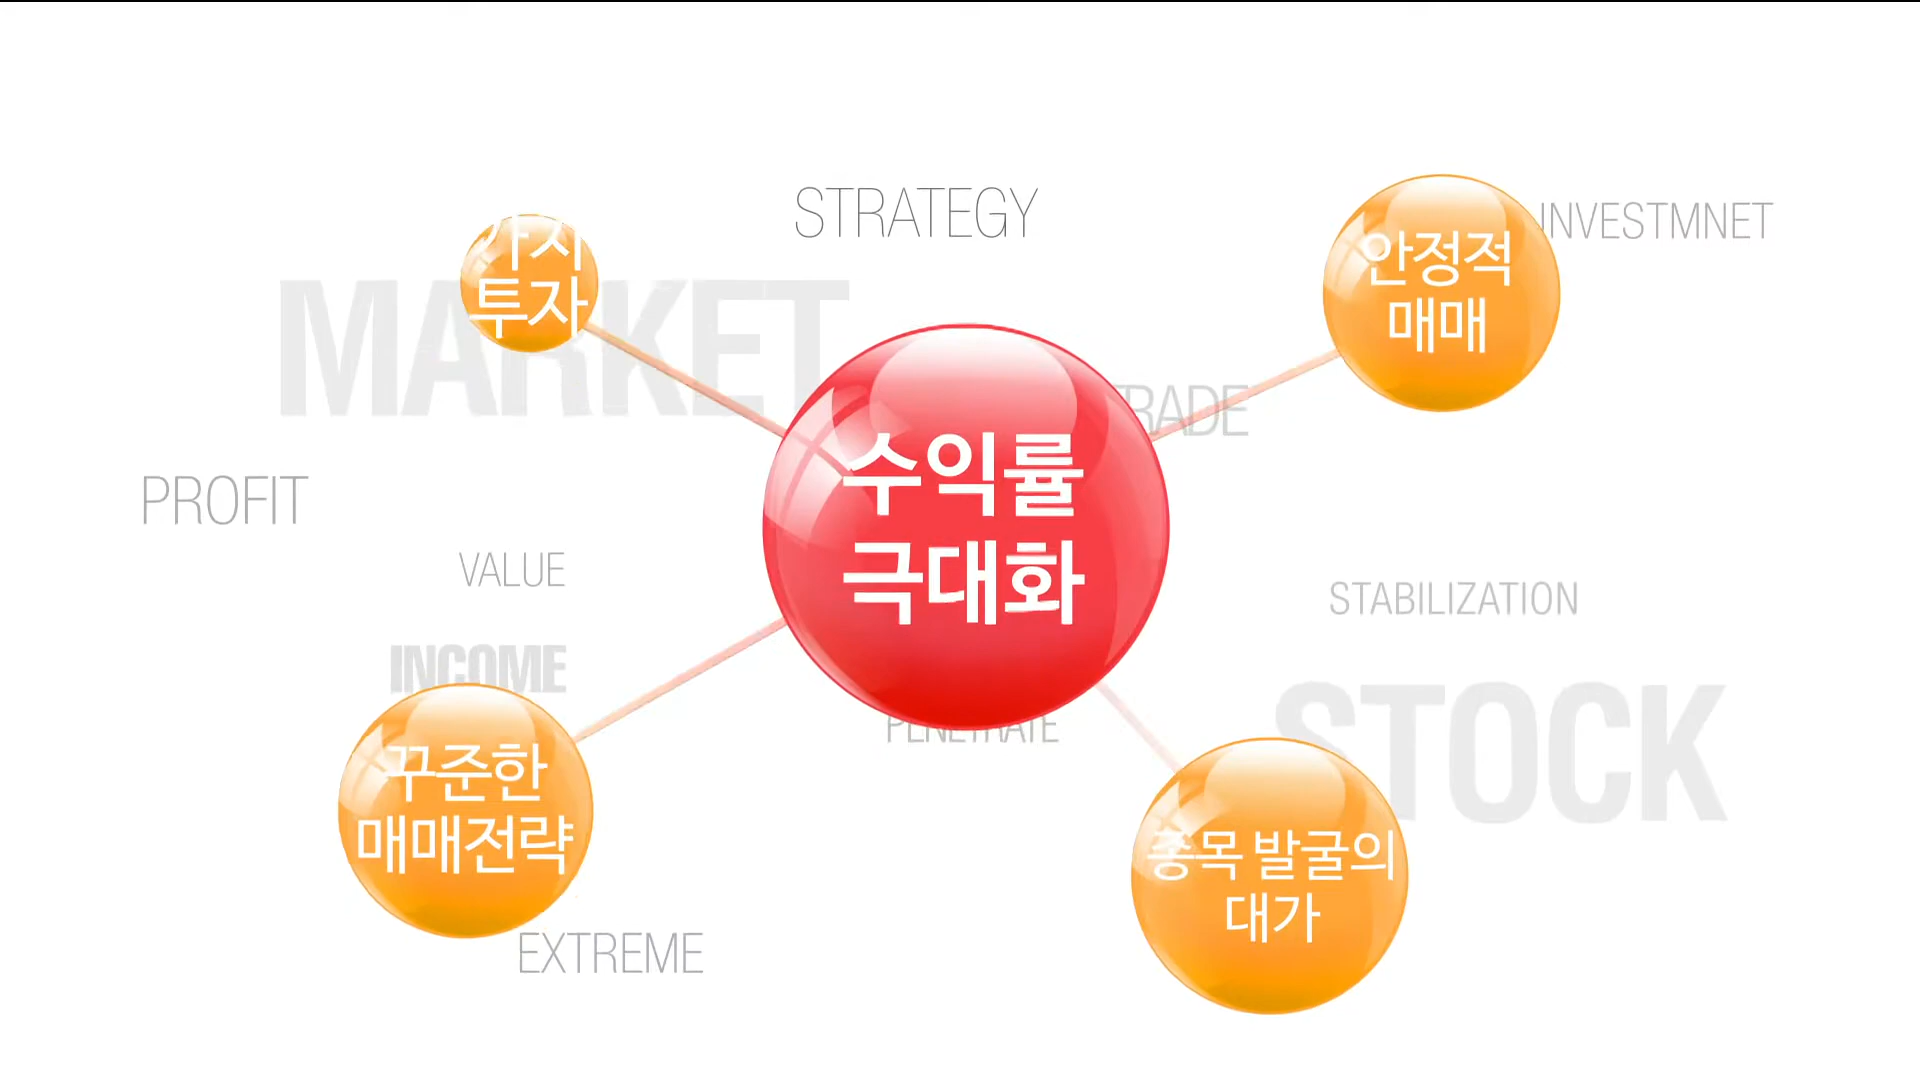 STRATEGY
INVESTMNET
가치
투자
안정적
매매
MARKET
TRADE
수익률
극대화
PROFIT
VALUE
STABILIZATION
INCOME
STOCK
PENETRATE
꾸준한
매매전략
종목 발굴의
대가
EXTREME